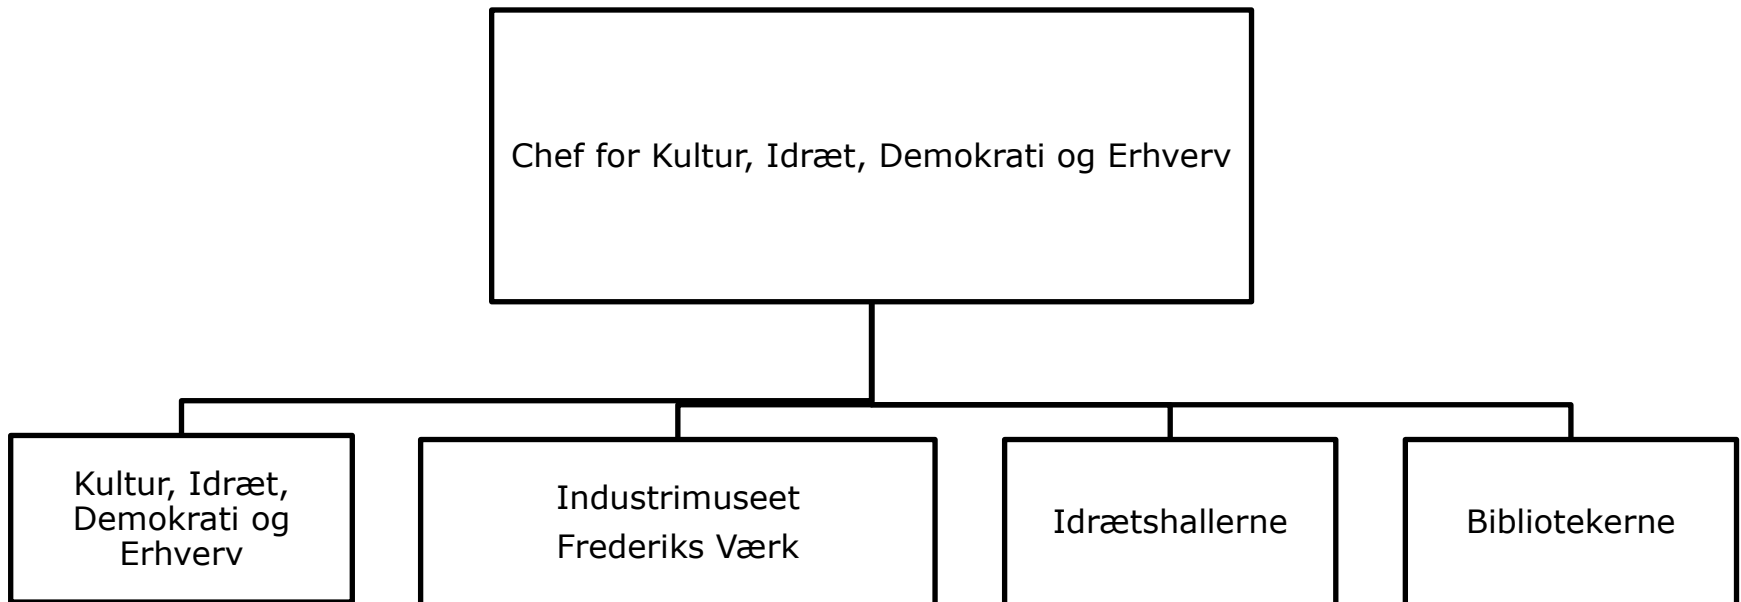 Chef for Kultur, Idræt, Demokrati og Erhverv
Kultur, Idræt,
Demokrati og
Erhverv
Industrimuseet
Frederiks Værk
Idrætshallerne
Bibliotekerne